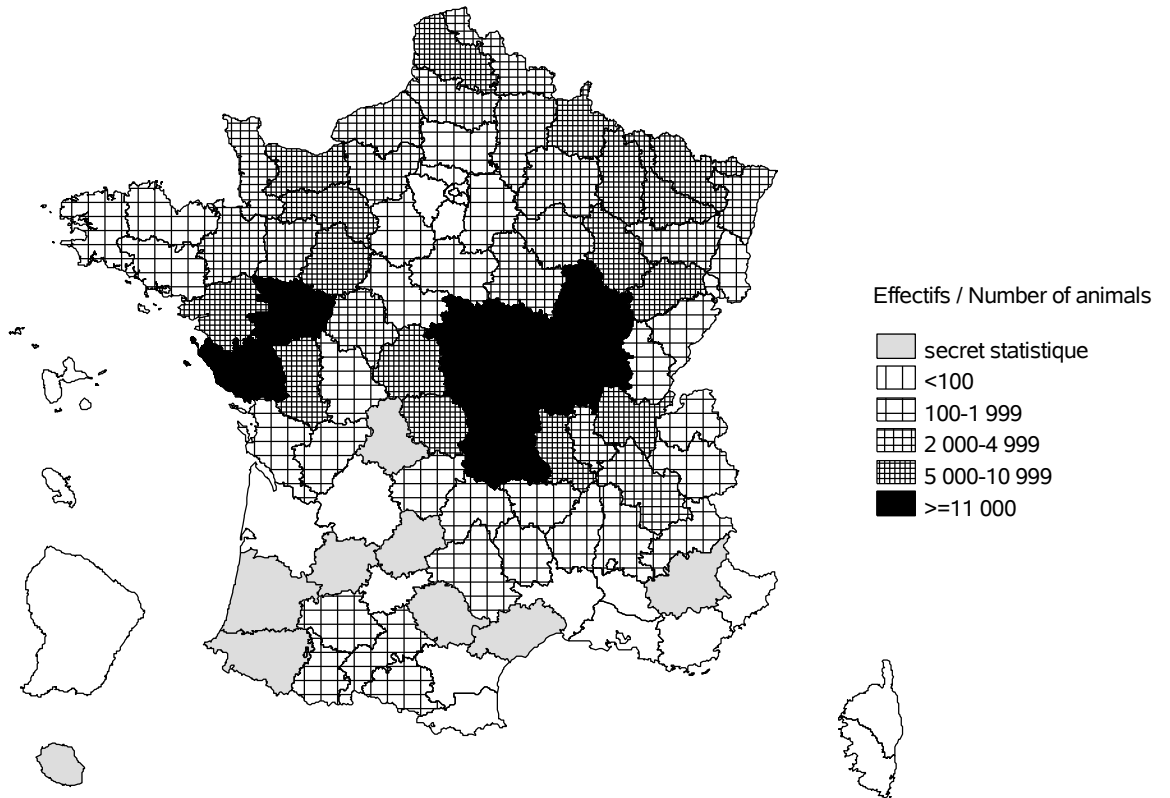 Effectifs / Number of animals
secret statistique
<100
100-1 999
2 000-4 999
5 000-10 999
>=11 000